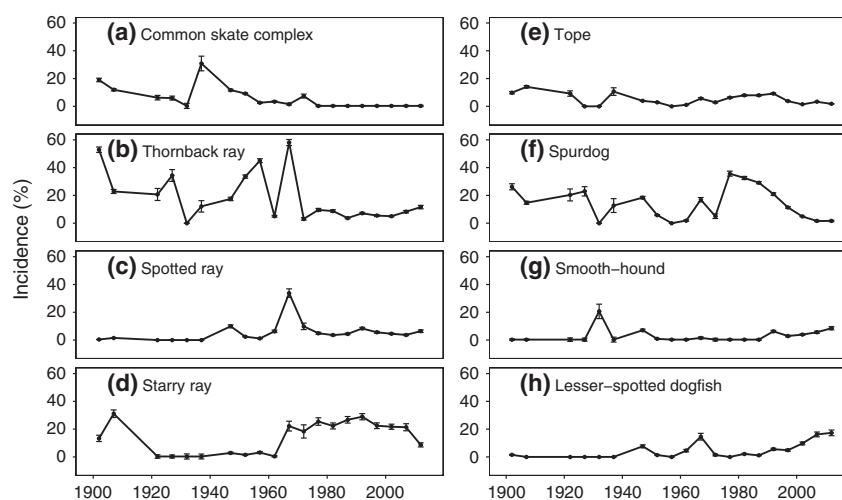 Incidence (%)
(a) Common skate complex
60
40
20
0
(b) Thornback ray
60
40
20
0
(c) Spotted ray
60
40
20
0
(d) Starry ray
60
40
20
0
1900 1920 1940 1960 1980 2000
(e) Tope
60
40
20
0
(f) Spurdog
60
40
20
0
(g) Smooth−hound
60
40
20
0
(h) Lesser−spotted dogfish
60
40
20
0
1900 1920 1940 1960 1980 2000